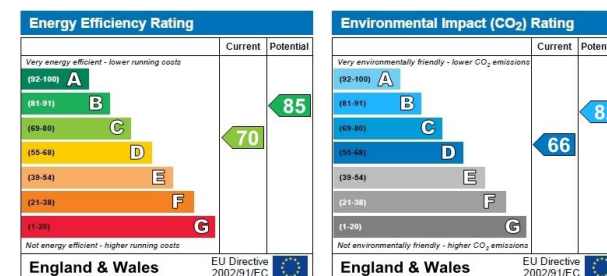 Energy Efficiency Rating
Current Potential
Very energy efficient - lower running costs
(92-100) A
(81-91) B
(69-80) C
(55-68) D
(39-54) E
(21-38) F
(1-20) G
70
85
Not energy efficient - higher running costs
England & Wales
EU Directive
2002/91/EC
Environmental Impact (CO2) Rating
Current Poten
Very environmentally friendly - lower CO2 emissions
(92-100) A
(81-91) B
(69-80) C
(55-68) D
(39-54) E
(21-38) F
(1-20) G
66
Not environmentally friendly - higher CO2 emissions
England & Wales
EU Directive
2002/91/EC